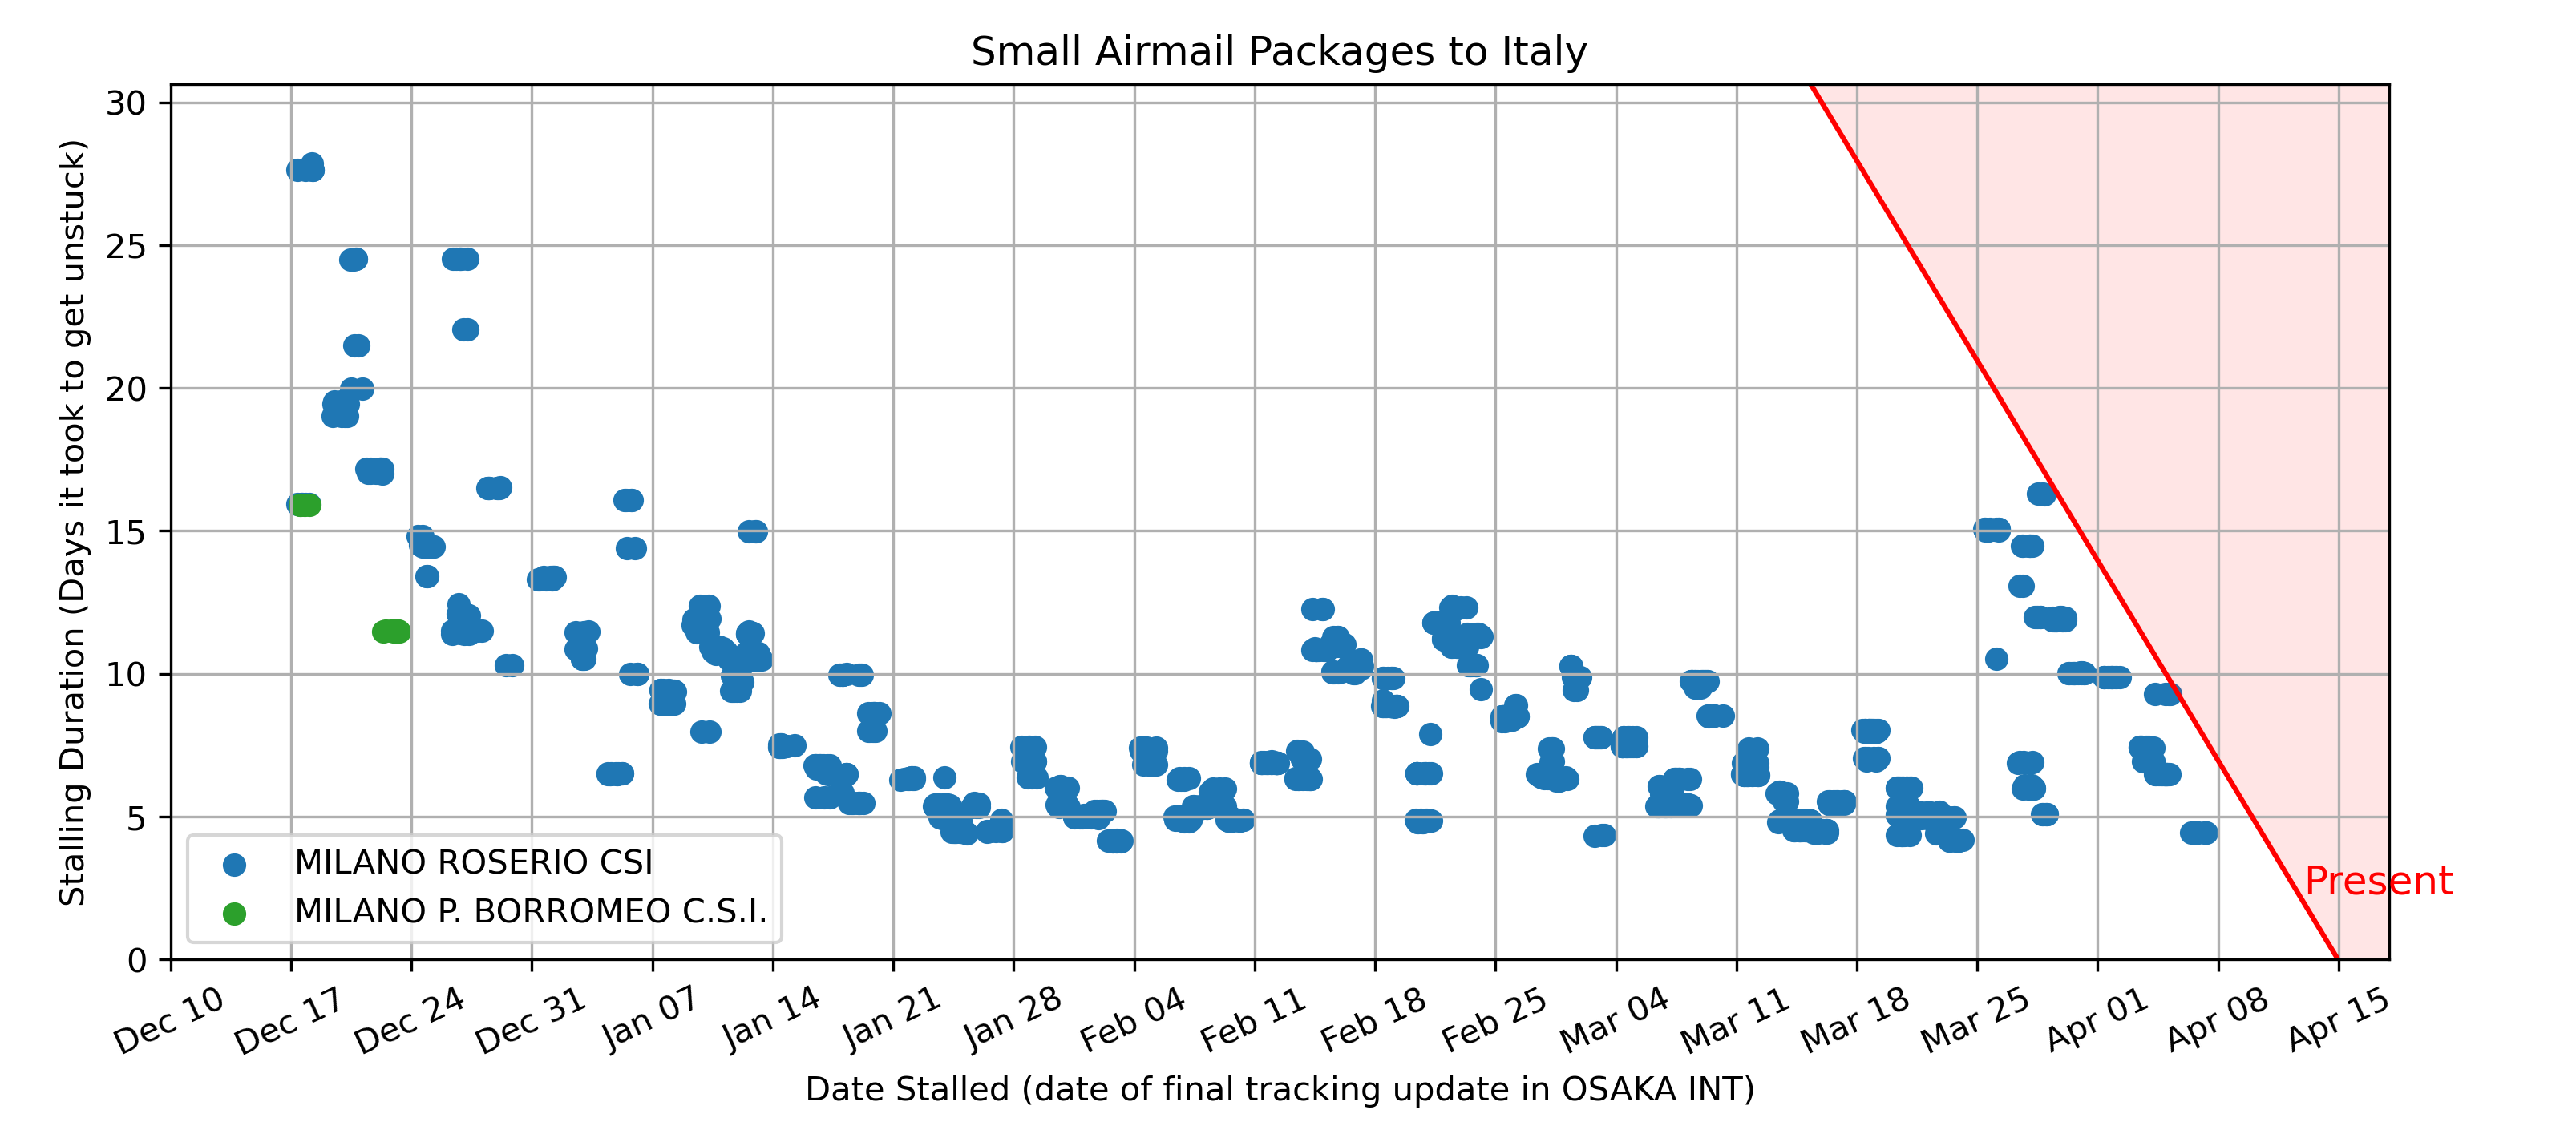 Small Airmail Packages to Italy
Stalling Duration (Days it took to get unstuck)
30
25
20
15
10
5
0
MILANO ROSERIO CSI
MILANO P. BORROMEO C.S.I.
Present
Dec 10
Dec 17
Dec 24
Dec 31
Jan 07
Jan 14
Jan 21
Jan 28
Feb 04
Feb 11
Feb 18
Feb 25
Mar 04
Mar 11
Mar 18
Mar 25
Apr 01
Apr 08
Apr 15
Date Stalled (date of final tracking update in OSAKA INT)